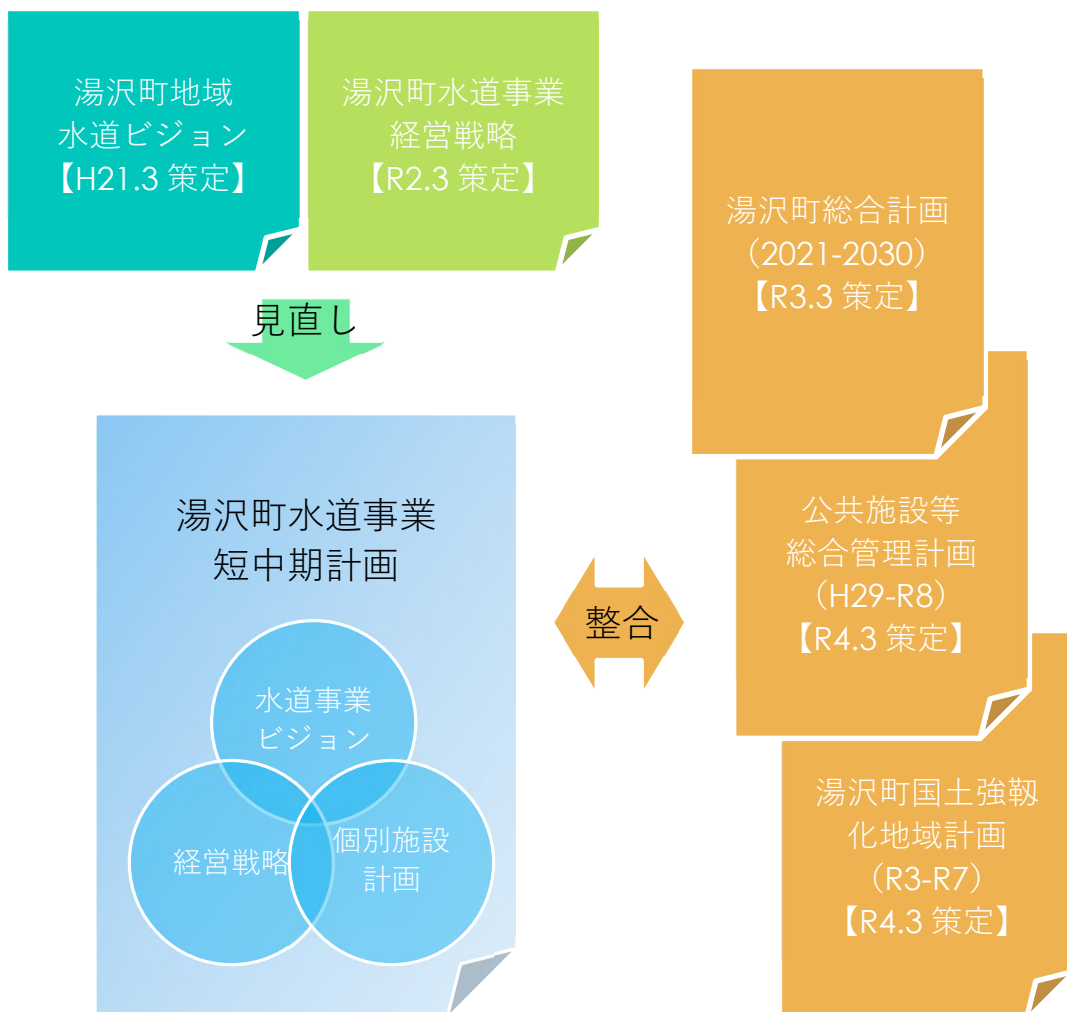 湯沢町地域
水道ビジョン
【H21.3 策定】
湯沢町水道事業
経営戦略
【R2.3 策定】
見直し
湯沢町水道事業
短中期計画
水道事業
ビジョン
経営戦略
個別施設
計画
整合
湯沢町総合計画
（2021-2030）
【R3.3 策定】
公共施設等
総合管理計画
（H29-R8）
【R4.3 策定】
湯沢町国土強靱
化地域計画
（R3-R7）
【R4.3 策定】